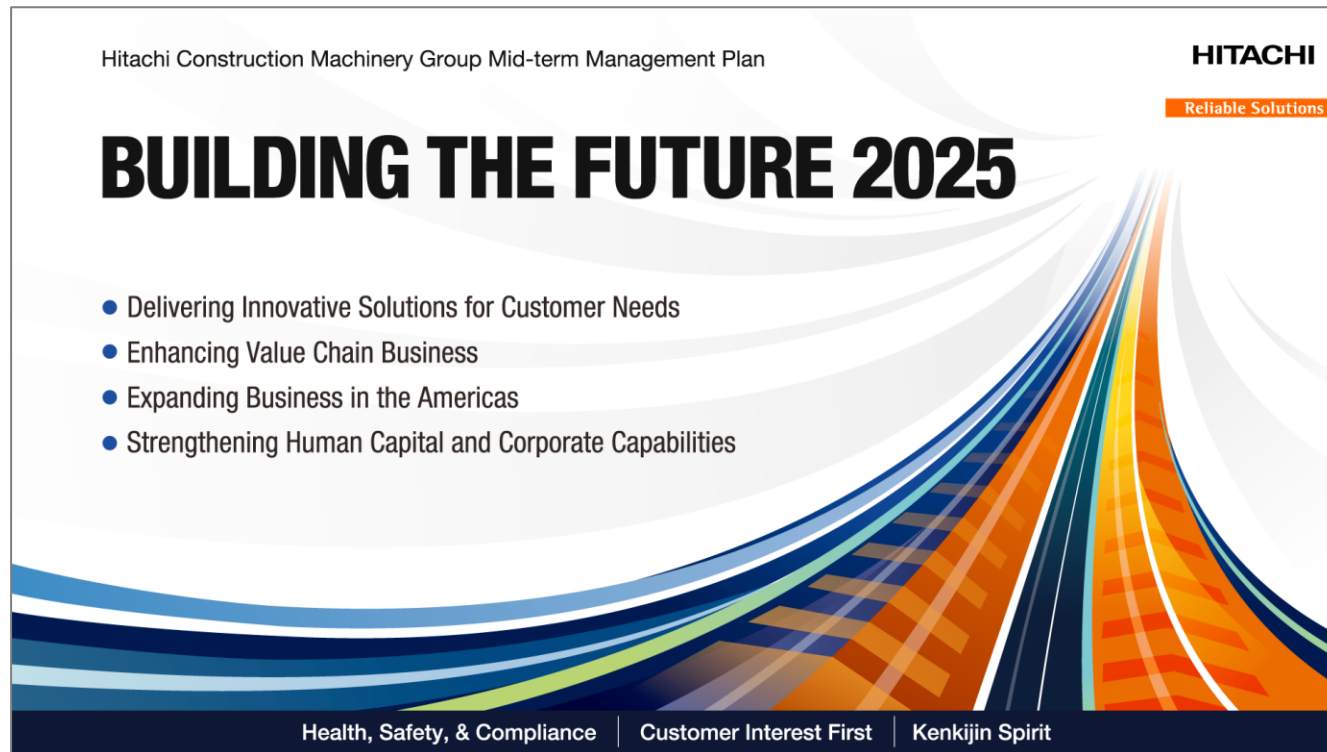 Hitachi Construction Machinery Group Mid-term Management Plan
HITACHI
Reliable Solutions
BUILDING THE FUTURE 2025
● Delivering Innovative Solutions for Customer Needs
● Enhancing Value Chain Business
● Expanding Business in the Americas
● Strengthening Human Capital and Corporate Capabilities
Health, Safety, & Compliance | Customer Interest First | Kenkijin Spirit